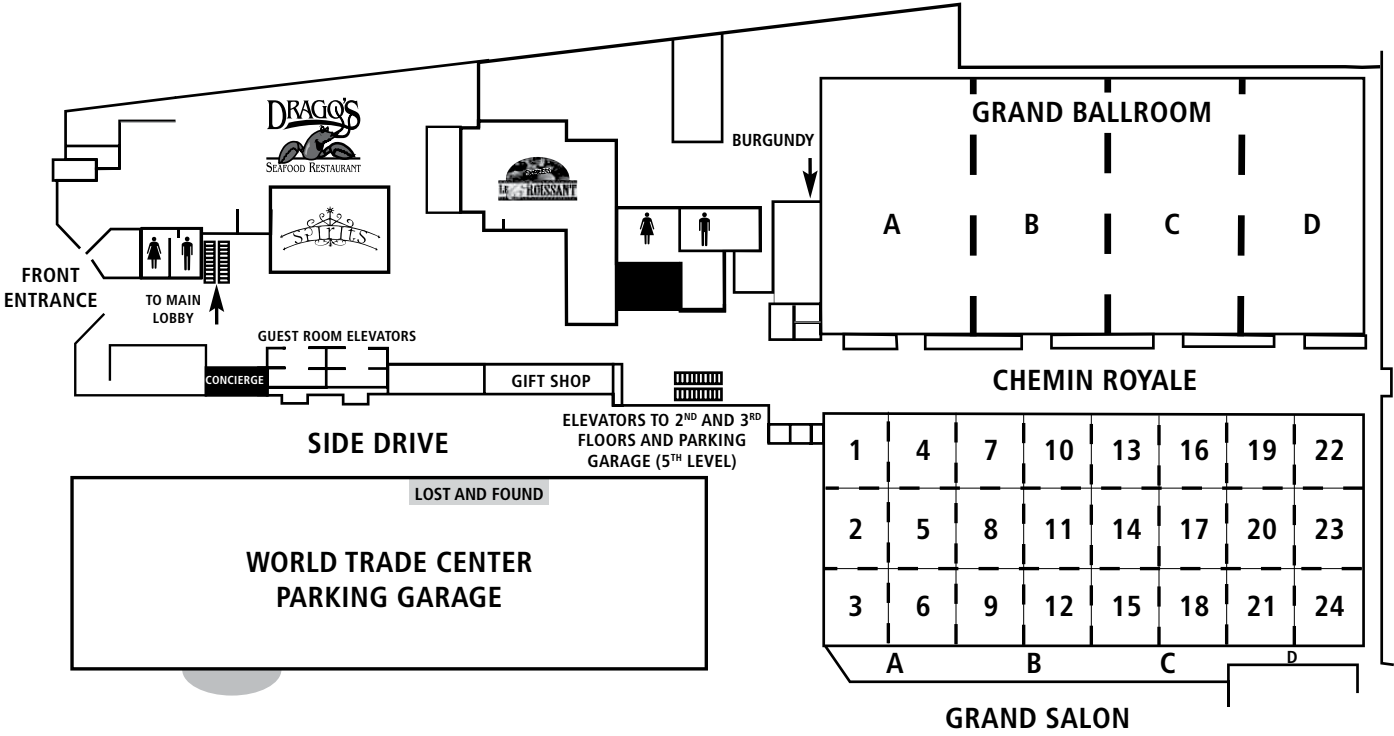 DRAGO'S
SEAFOOD RESTAURANT
BURGUNDY
GRAND BALLROOM
LE CROISSANT
SPIRITS
A
B
C
D
FRONT
ENTRANCE
TO MAIN
LOBBY
GUEST ROOM ELEVATORS
CONCIERGE
GIFT SHOP
CHEMIN ROYALE
ELEVATORS TO 2ND AND 3RD
FLOORS AND PARKING
GARAGE (5TH LEVEL)
SIDE DRIVE
LOST AND FOUND
WORLD TRADE CENTER
PARKING GARAGE
1 4 7 10 13 16 19 22
2 5 8 11 14 17 20 23
3 6 9 12 15 18 21 24
A B C D
GRAND SALON